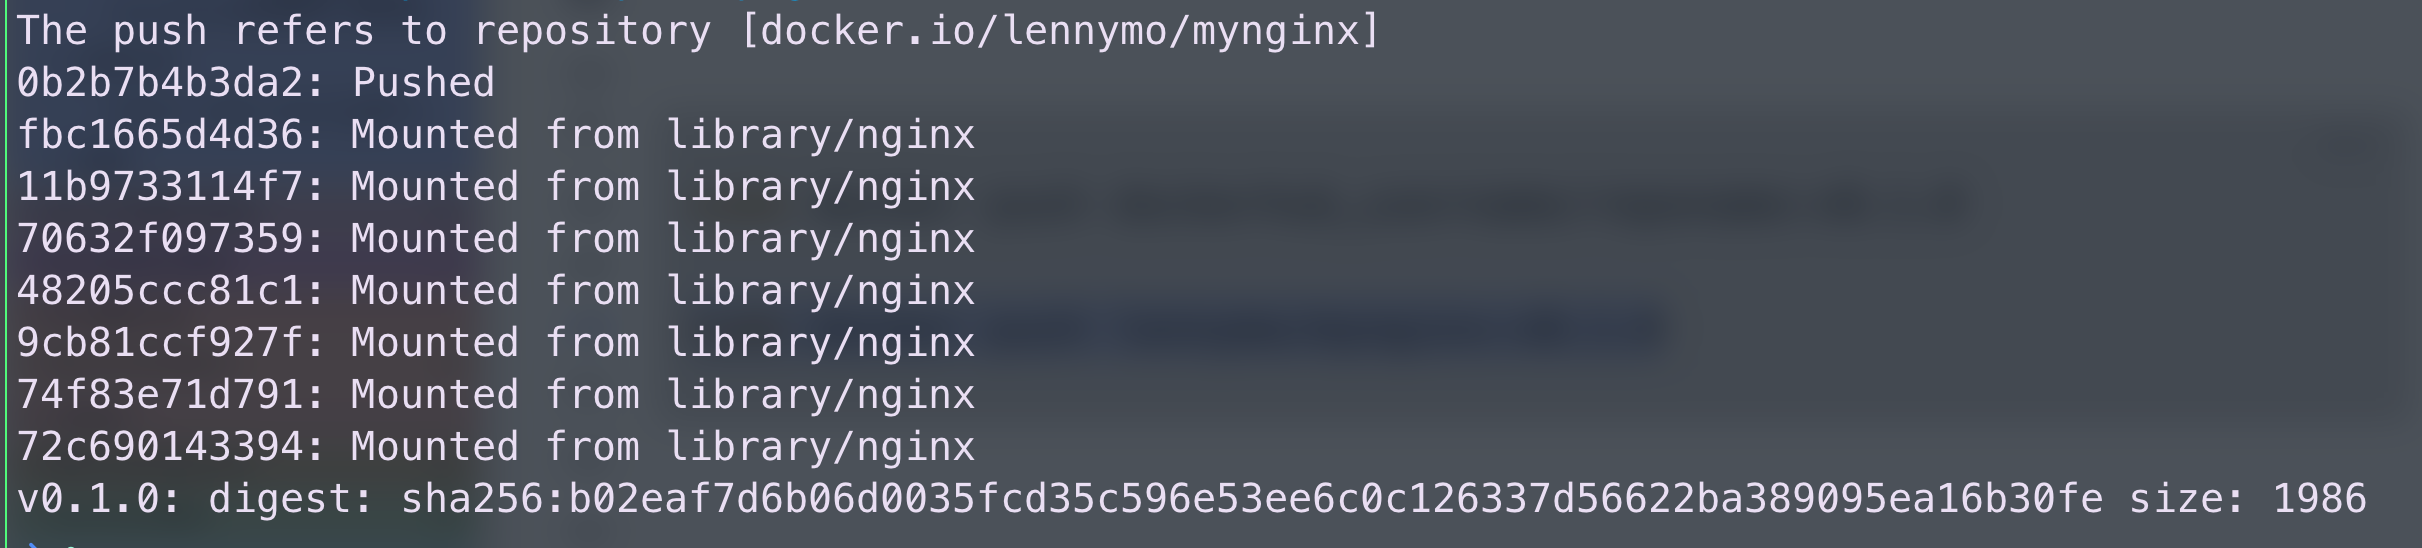 The push refers to repository [docker.io/lennymo/mynginx]
0b2b7b4b3da2: Pushed
fbc1665d4d36: Mounted from library/nginx
11b9733114f7: Mounted from library/nginx
70632f097359: Mounted from library/nginx
48205ccc81c1: Mounted from library/nginx
9cb81ccf927f: Mounted from library/nginx
74f83e71d791: Mounted from library/nginx
72c690143394: Mounted from library/nginx
v0.1.0: digest: sha256:b02eaf7d6b06d0035fcd35c596e53ee6c0c126337d56622ba389095ea16b30fe size: 1986